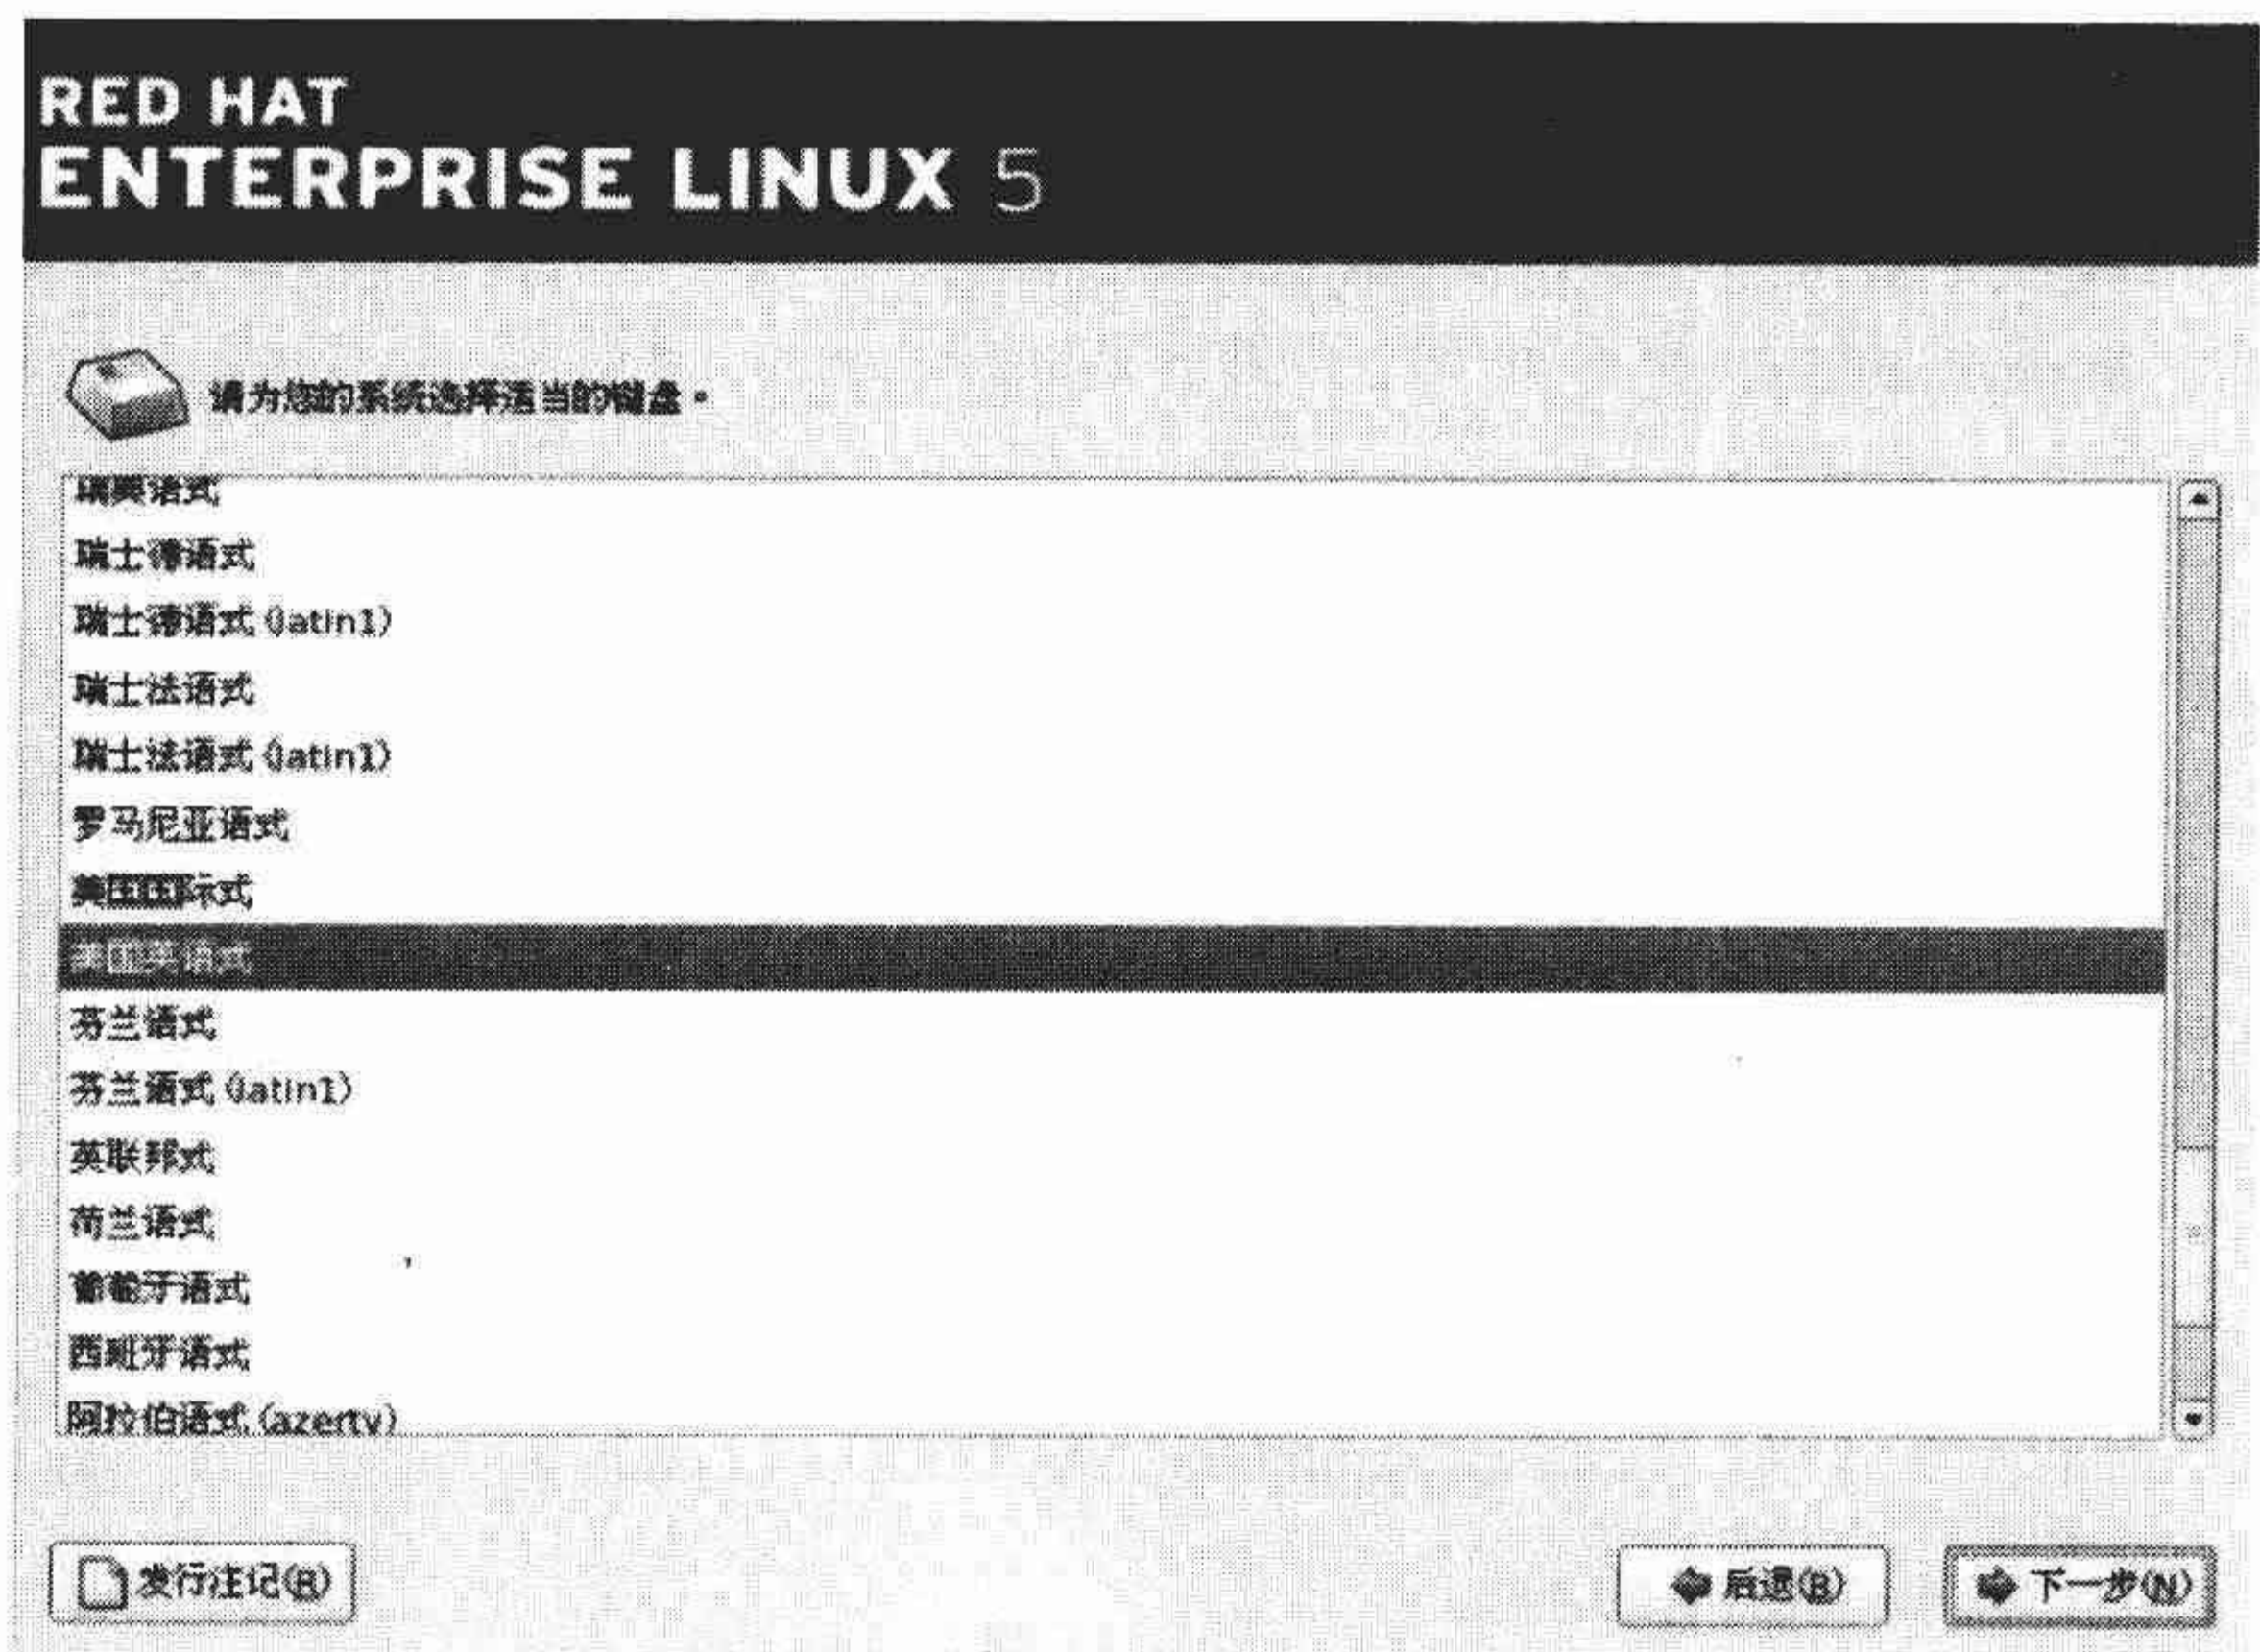 RED HAT
ENTERPRISE LINUX 5
请为您的系统选择适当的键盘。
瑞典语式
瑞士德语式
瑞士德语式 (latin1)
瑞士法语式
瑞士法语式 (latin1)
罗马尼亚语式
美国国际式
美国英语式
芬兰语式
芬兰语式 (latin1)
英联邦式
荷兰语式
葡萄牙语式
西班牙语式
阿拉伯语式 (azerty)
发行注记(R)
后退(B)
下一步(N)